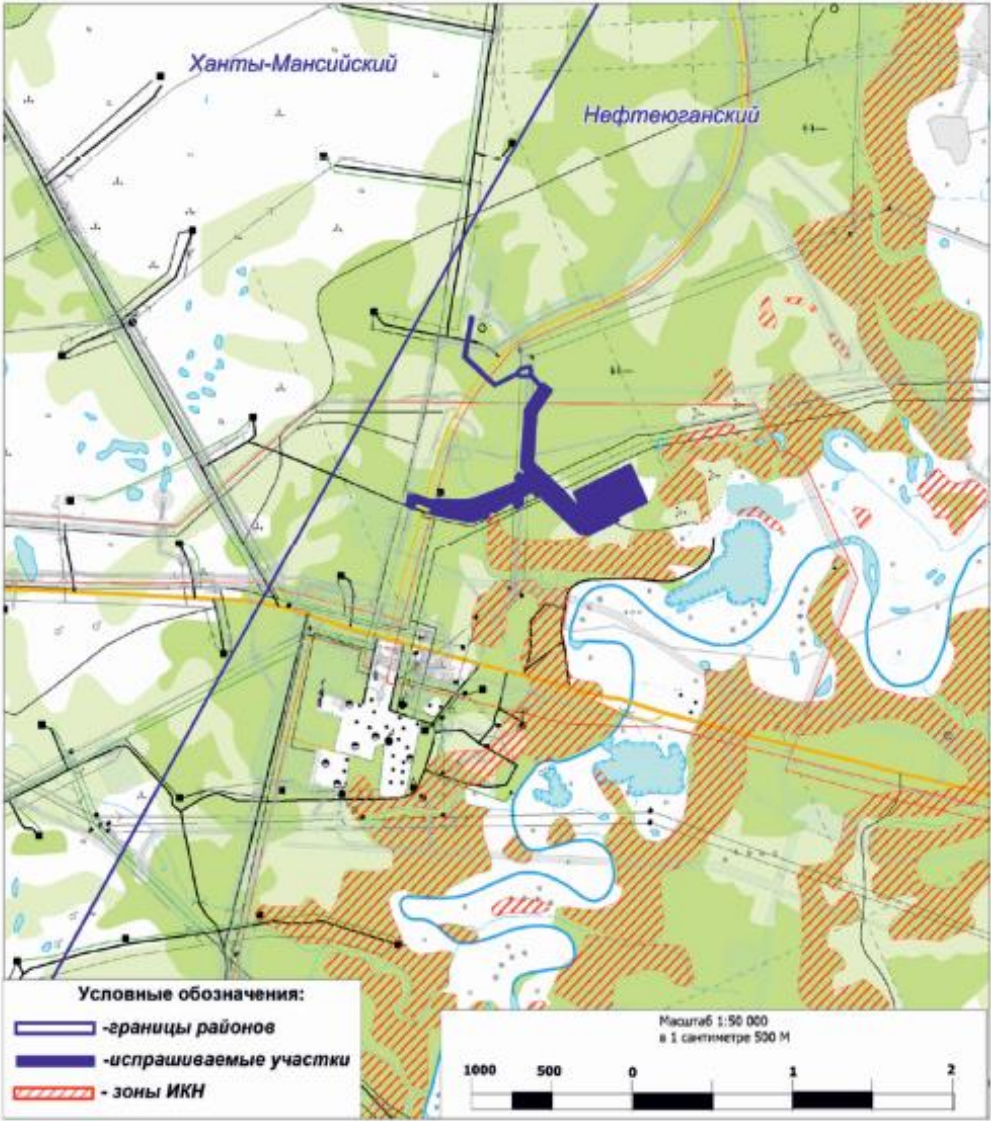 Ханты-Мансийский
Нефтеюганский
Условные обозначения:
-границы районов
-испрашиваемые участки
- зоны ИКН
Масштаб 1:50 000
в 1 сантиметре 500 М
1000 500 0 1 2